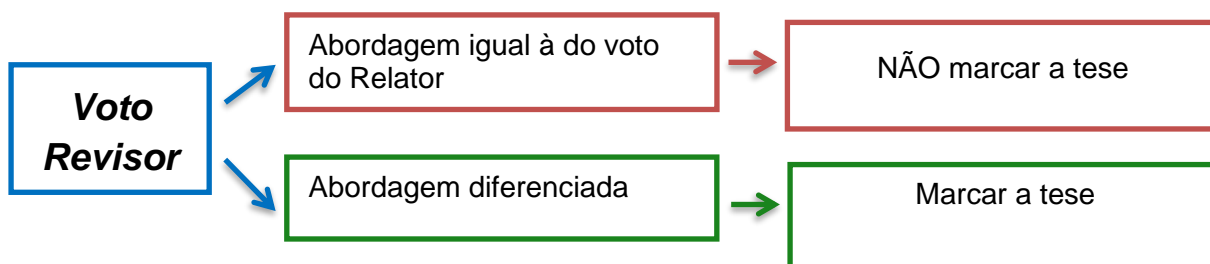 Voto
Revisor
Abordagem igual à do voto
do Relator
NÃO marcar a tese
Abordagem diferenciada
Marcar a tese